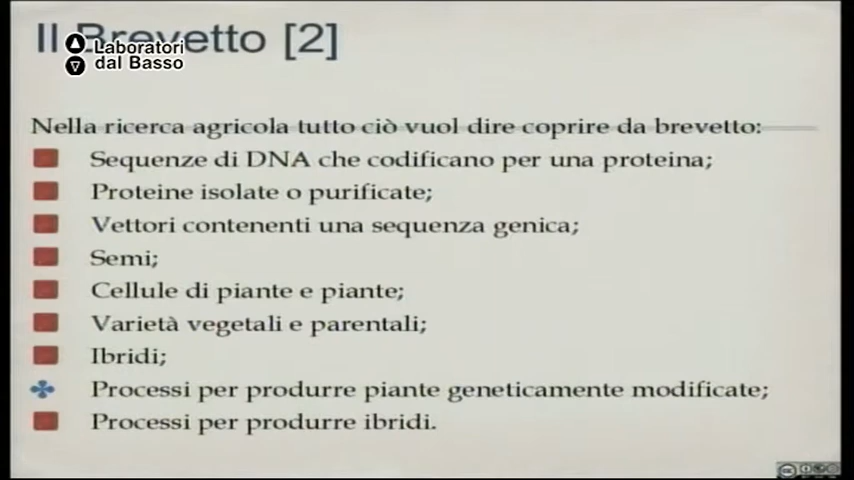 Il Brevetto [2]
Laboratori
dal Basso
Nella ricerca agricola tutto ciò vuol dire coprire da brevetto:
Sequenze di DNA che codificano per una proteina;
Proteine isolate o purificate;
Vettori contenenti una sequenza genica;
Semi;
Cellule di piante e piante;
Varietà vegetali e parentali;
Ibridi;
Processi per produrre piante geneticamente modificate;
Processi per produrre ibridi.